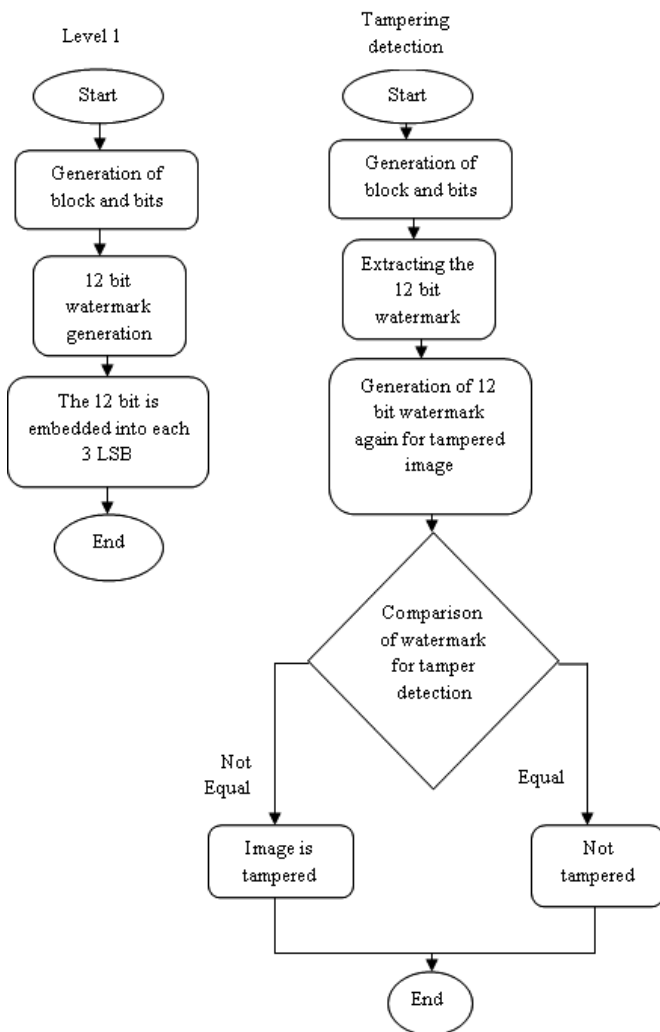 Level 1
Start
Generation of
block and bits
12 bit
watermark
generation
The 12 bit is
embedded into each
3 LSB
End
Tampering
detection
Start
Generation of
block and bits
Extracting the
12 bit
watermark
Generation of 12
bit watermark
again for tampered
image
Comparison
of watermark
for tamper
detection
Not
Equal
Equal
Image is
tampered
Not
tampered
End